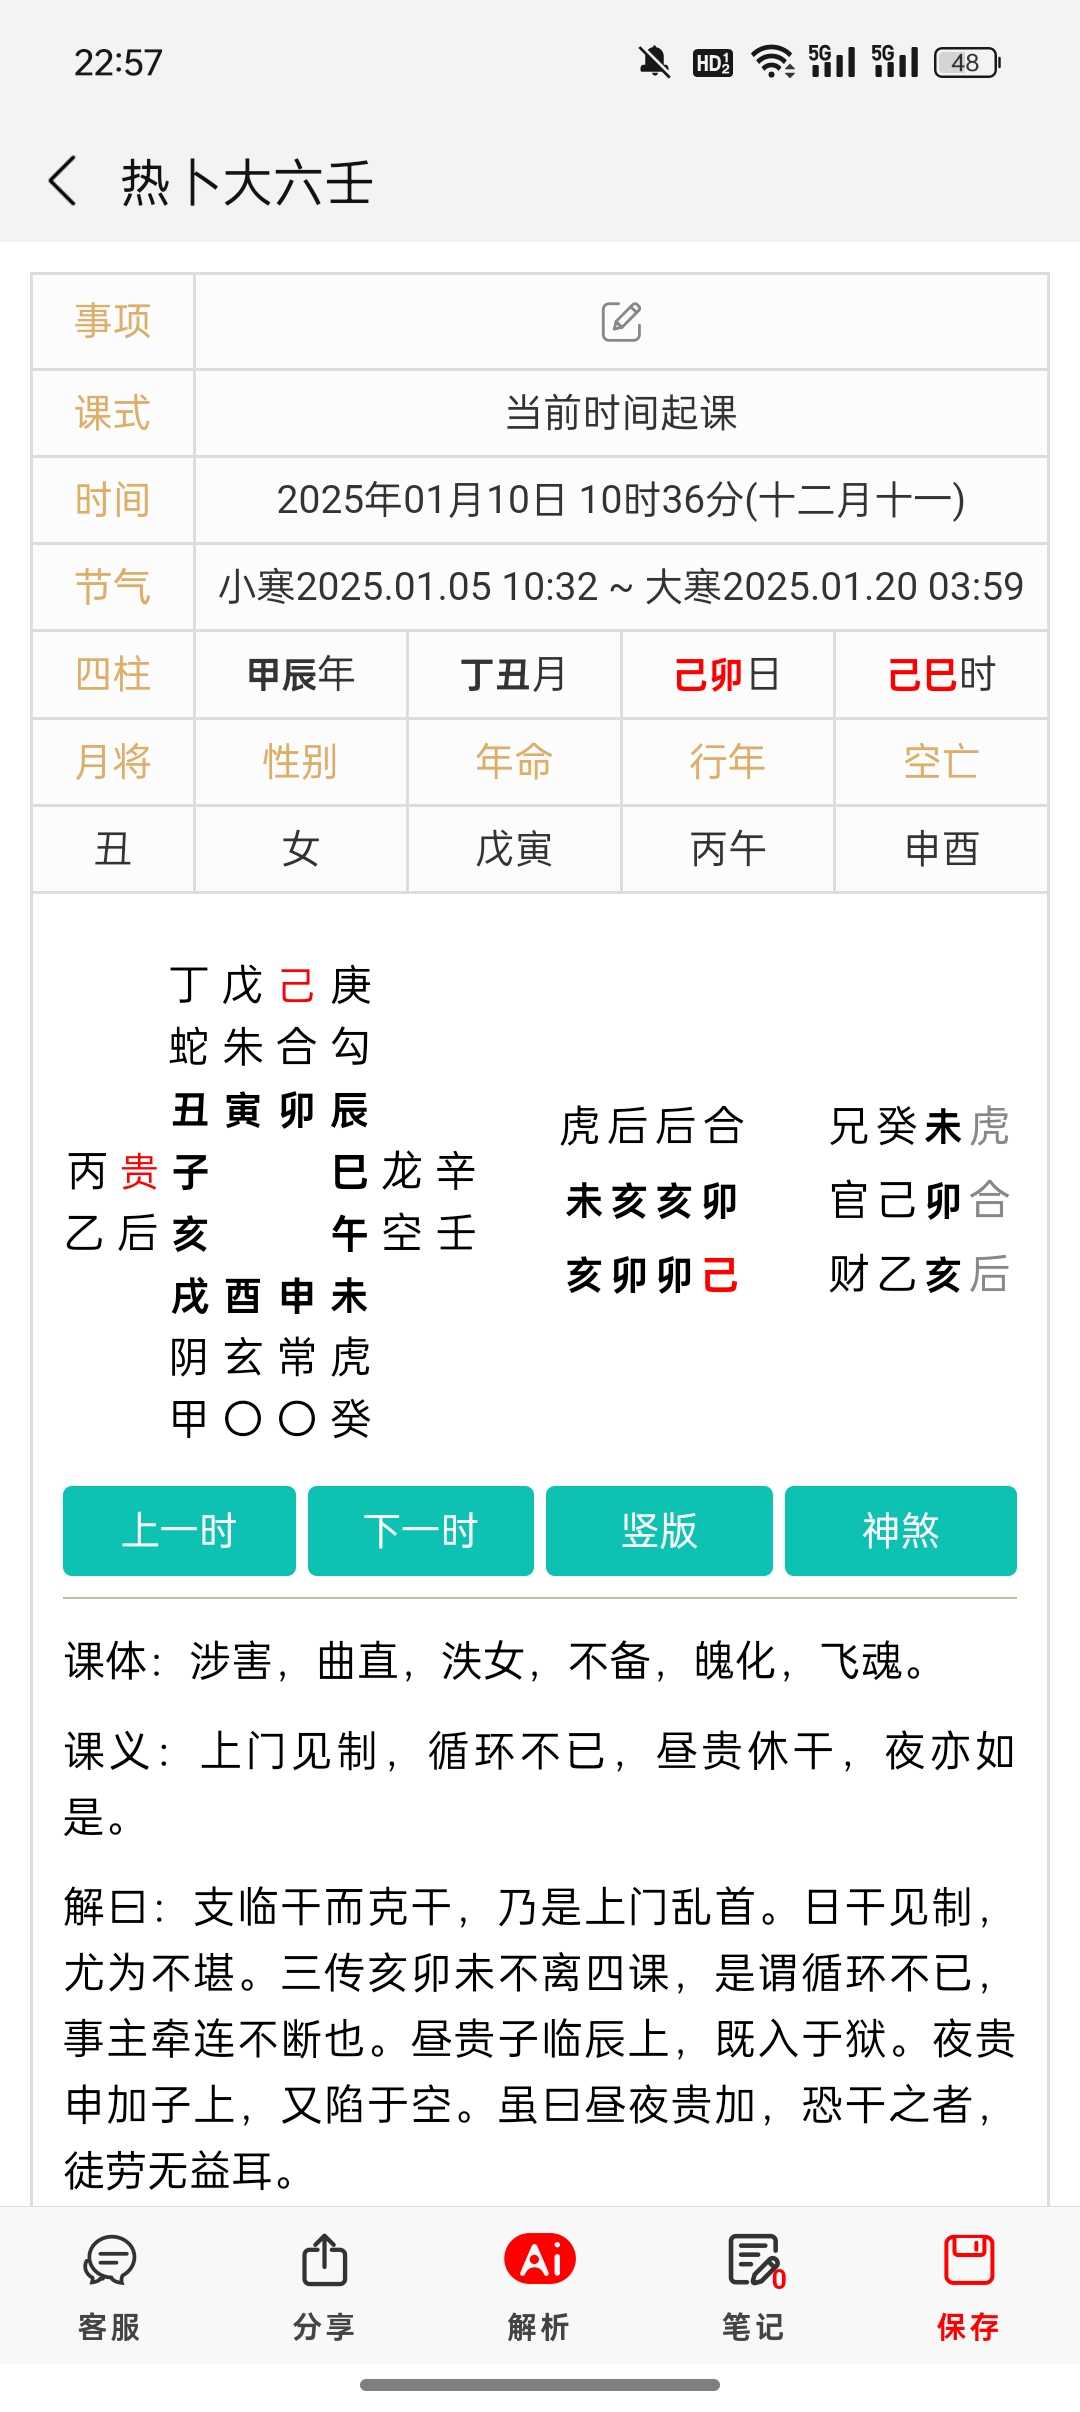 22:57
HD 1 2 5G 5G 48
热卜大六壬
事项
课式 当前时间起课
时间 2025年01月10日 10时36分(十二月十一)
节气 小寒2025.01.05 10:32 ~ 大寒2025.01.20 03:59
四柱 甲辰年 丁丑月 己卯日 己巳时
月将 性别 年命 行年 空亡
丑 女 戊寅 丙午 申酉
丁 戊 己 庚
蛇 朱 合 勾
丑 寅 卯 辰
丙 贵 子 巳 龙 辛
乙 后 亥 午 空 壬
戌 酉 申 未
阴 玄 常 虎
甲 〇 〇 癸
虎 后 后 合
未 亥 亥 卯
亥 卯 卯 己
兄 癸 未 虎
官 己 卯 合
财 乙 亥 后
上一时 下一时 竖版 神煞
课体：涉害，曲直，泆女，不备，魄化，飞魂。
课义：上门见制，循环不已，昼贵休干，夜亦如
是。
解曰：支临干而克干，乃是上门乱首。日干见制，
尤为不堪。三传亥卯未不离四课，是谓循环不已，
事主牵连不断也。昼贵子临辰上，既入于狱。夜贵
申加子上，又陷于空。虽曰昼夜贵加，恐干之者，
徒劳无益耳。
客服 分享 Ai 解析 笔记 0 保存